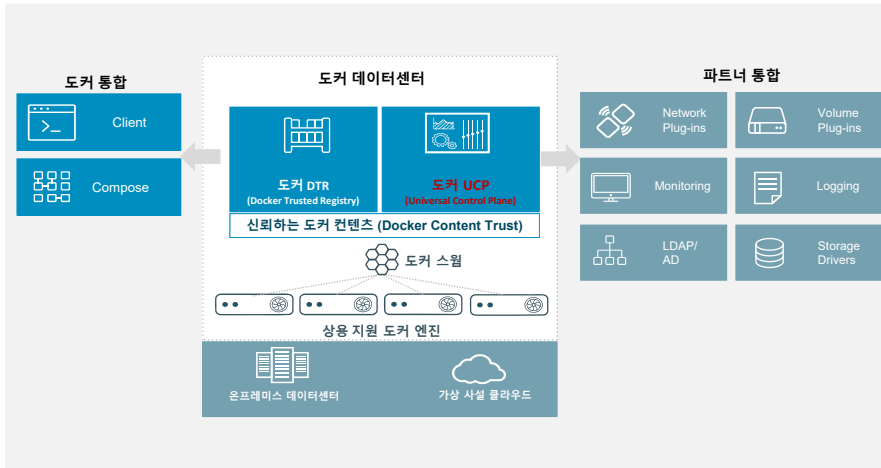 도커 통합
Client
Compose
도커 데이터센터
도커 DTR
(Docker Trusted Registry)
도커 UCP
(Universal Control Plane)
신뢰하는 도커 컨텐츠 (Docker Content Trust)
도커 스웜
상용 지원 도커 엔진
온프레미스 데이터센터
가상 사설 클라우드
파트너 통합
Network
Plug-ins
Volume
Plug-ins
Monitoring
Logging
LDAP/
AD
Storage
Drivers